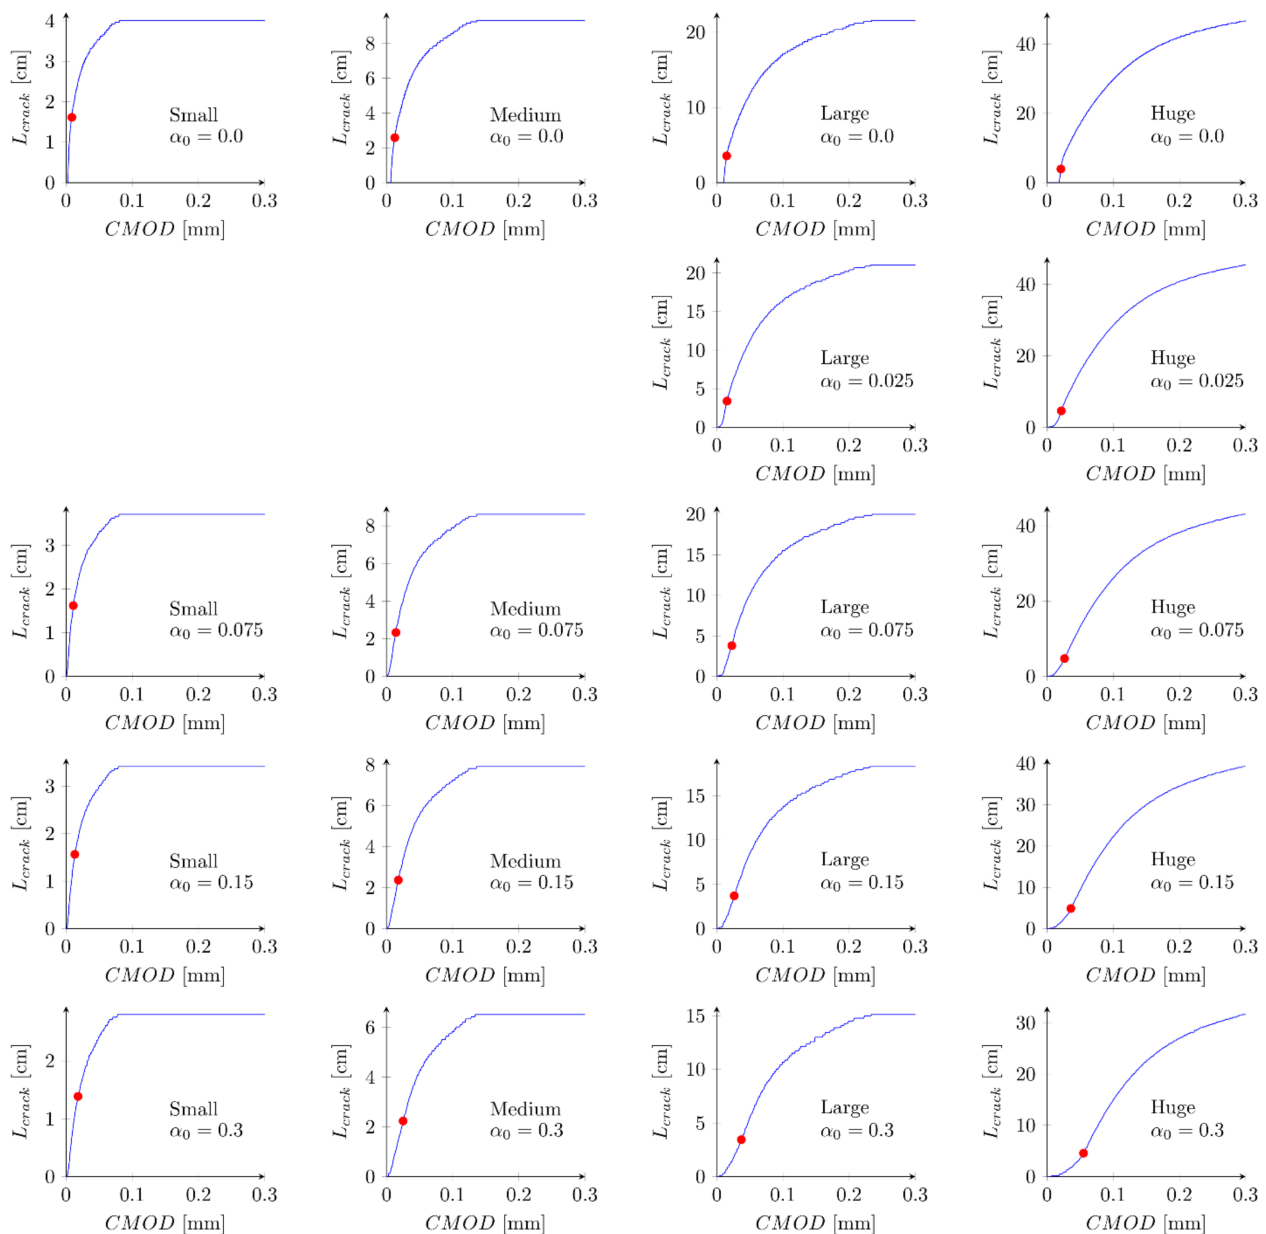 4
3
2
1
0
L_crack [cm]
Small
α₀ = 0.0
0 0.1 0.2 0.3
CMOD [mm]
8
6
4
2
0
L_crack [cm]
Medium
α₀ = 0.0
0 0.1 0.2 0.3
CMOD [mm]
20
10
0
L_crack [cm]
Large
α₀ = 0.0
0 0.1 0.2 0.3
CMOD [mm]
40
20
0
L_crack [cm]
Huge
α₀ = 0.0
0 0.1 0.2 0.3
CMOD [mm]
20
15
10
5
0
L_crack [cm]
Large
α₀ = 0.025
0 0.1 0.2 0.3
CMOD [mm]
40
20
0
L_crack [cm]
Huge
α₀ = 0.025
0 0.1 0.2 0.3
CMOD [mm]
3
2
1
0
L_crack [cm]
Small
α₀ = 0.075
0 0.1 0.2 0.3
CMOD [mm]
8
6
4
2
0
L_crack [cm]
Medium
α₀ = 0.075
0 0.1 0.2 0.3
CMOD [mm]
20
15
10
5
0
L_crack [cm]
Large
α₀ = 0.075
0 0.1 0.2 0.3
CMOD [mm]
40
20
0
L_crack [cm]
Huge
α₀ = 0.075
0 0.1 0.2 0.3
CMOD [mm]
3
2
1
0
L_crack [cm]
Small
α₀ = 0.15
0 0.1 0.2 0.3
CMOD [mm]
8
6
4
2
0
L_crack [cm]
Medium
α₀ = 0.15
0 0.1 0.2 0.3
CMOD [mm]
15
10
5
0
L_crack [cm]
Large
α₀ = 0.15
0 0.1 0.2 0.3
CMOD [mm]
40
30
20
10
0
L_crack [cm]
Huge
α₀ = 0.15
0 0.1 0.2 0.3
CMOD [mm]
2
1
0
L_crack [cm]
Small
α₀ = 0.3
0 0.1 0.2 0.3
CMOD [mm]
6
4
2
0
L_crack [cm]
Medium
α₀ = 0.3
0 0.1 0.2 0.3
CMOD [mm]
15
10
5
0
L_crack [cm]
Large
α₀ = 0.3
0 0.1 0.2 0.3
CMOD [mm]
30
20
10
0
L_crack [cm]
Huge
α₀ = 0.3
0 0.1 0.2 0.3
CMOD [mm]